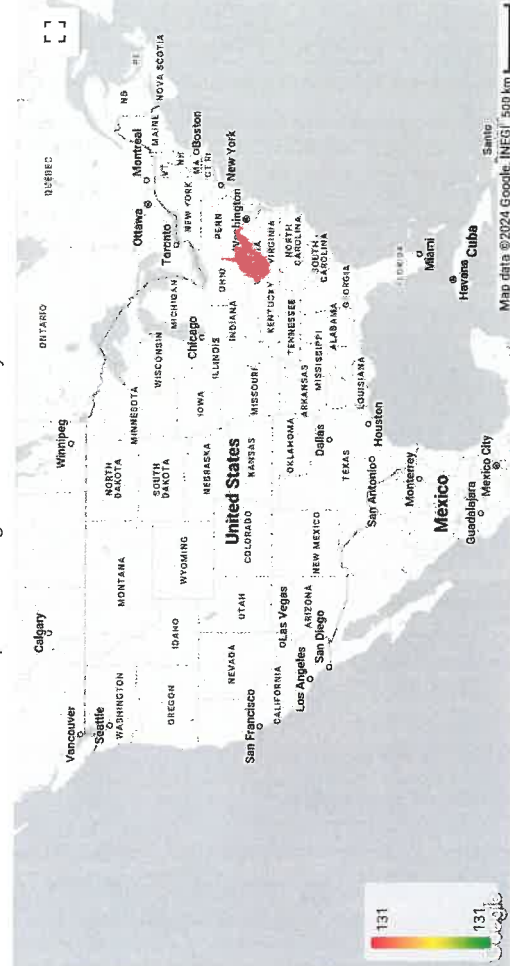 Calgary
Winnipeg
ONTARIO
QUEBEC
Vancouver
Seattle
WASHINGTON
MONTANA
NORTH
DAKOTA
MINNESOTA
Ottawa
Montreal
NB
MAINE
NOVA SCOTIA
OREGON
IDAHO
WYOMING
SOUTH
DAKOTA
WISCONSIN
MICHIGAN
Toronto
NEW YORK
VT
NH
MA
Boston
CT RI
NEBRASKA
IOWA
Chicago
ILLINOIS
INDIANA
OHIO
PENN
New York
San Francisco
NEVADA
UTAH
COLORADO
United States
KANSAS
MISSOURI
KENTUCKY
VIRGINIA
Washington
CALIFORNIA
Las Vegas
Los Angeles
San Diego
ARIZONA
NEW MEXICO
OKLAHOMA
ARKANSAS
TENNESSEE
NORTH
CAROLINA
SOUTH
CAROLINA
Dallas
MISSISSIPPI
ALABAMA
GEORGIA
TEXAS
LOUISIANA
San Antonio
Houston
FLORIDA
Monterrey
Miami
México
Havana
Cuba
Guadalajara
Mexico City
Santo
131
131
Google
Map data ©2024 Google, INEGI
500 km